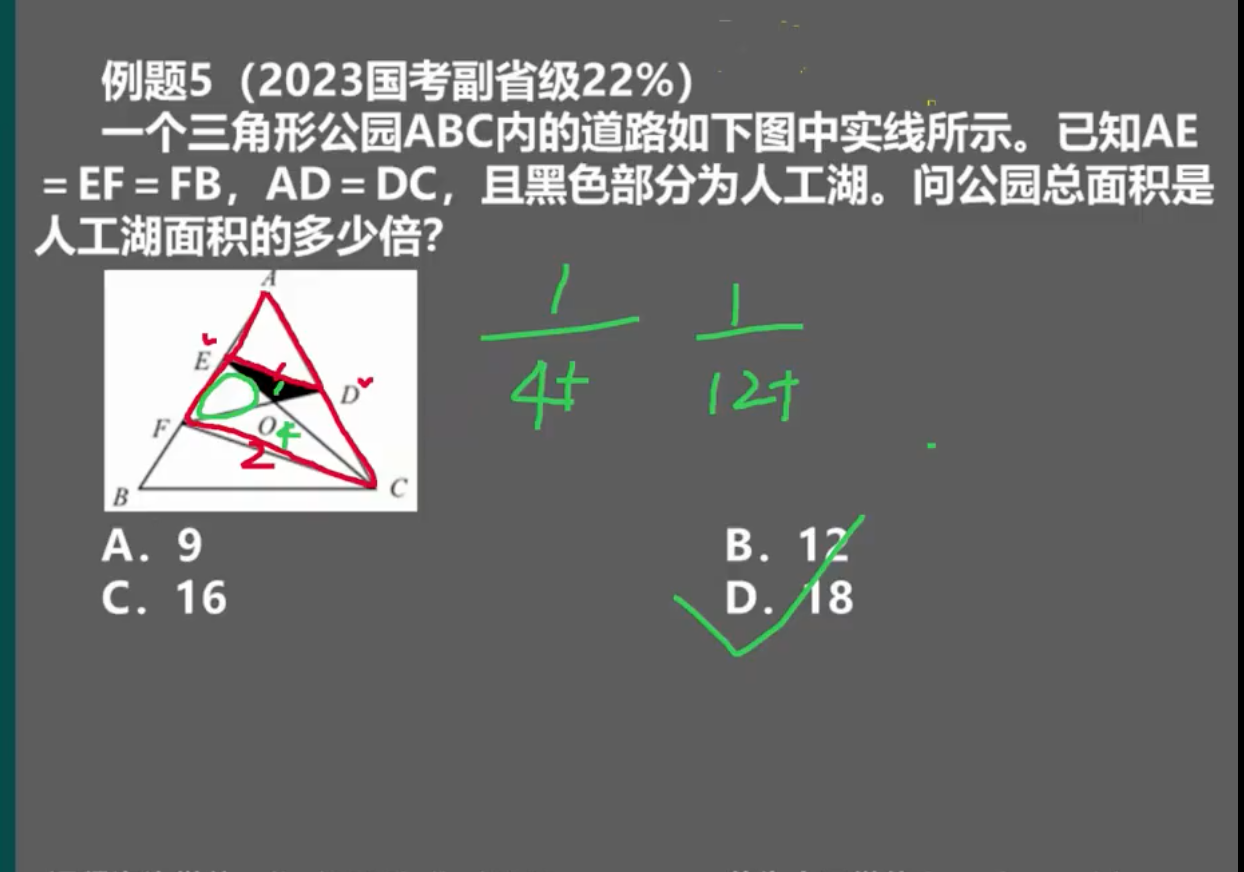 例题5（2023国考副省级22%）
一个三角形公园ABC内的道路如下图中实线所示。已知AE
=EF=FB，AD=DC，且黑色部分为人工湖。问公园总面积是
人工湖面积的多少倍?
A
E
1
D
F
O
4
2
B
C
1
4+
1
12+
A. 9
B. 12
C. 16
D. 18